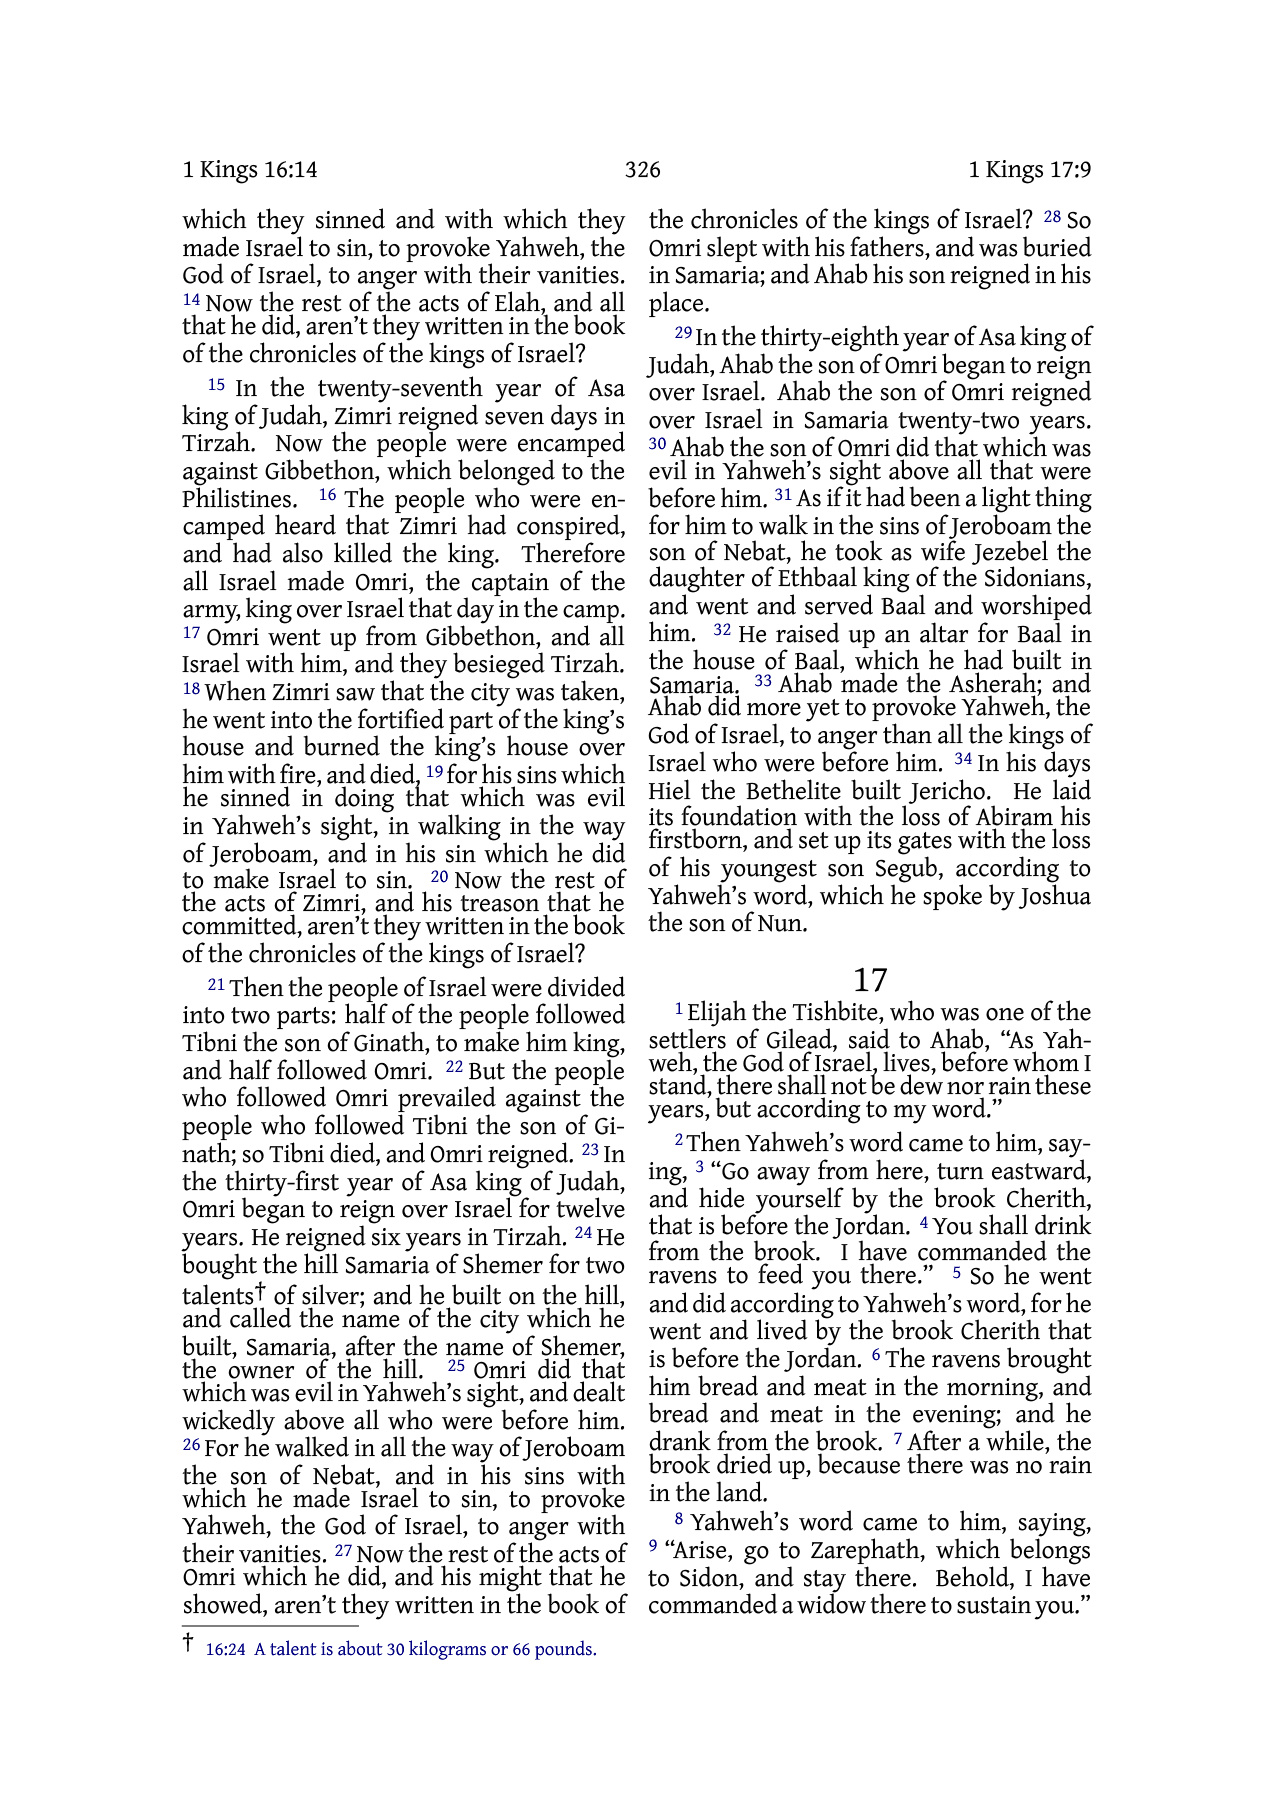 1 Kings 16:14
326
1 Kings 17:9
which they sinned and with which they
made Israel to sin, to provoke Yahweh, the
God of Israel, to anger with their vanities.
14 Now the rest of the acts of Elah, and all
that he did, aren’t they written in the book
of the chronicles of the kings of Israel?
15 In the twenty-seventh year of Asa
king of Judah, Zimri reigned seven days in
Tirzah. Now the people were encamped
against Gibbethon, which belonged to the
Philistines. 16 The people who were en-
camped heard that Zimri had conspired,
and had also killed the king. Therefore
all Israel made Omri, the captain of the
army, king over Israel that day in the camp.
17 Omri went up from Gibbethon, and all
Israel with him, and they besieged Tirzah.
18 When Zimri saw that the city was taken,
he went into the fortified part of the king’s
house and burned the king’s house over
him with fire, and died, 19 for his sins which
he sinned in doing that which was evil
in Yahweh’s sight, in walking in the way
of Jeroboam, and in his sin which he did
to make Israel to sin. 20 Now the rest of
the acts of Zimri, and his treason that he
committed, aren’t they written in the book
of the chronicles of the kings of Israel?
21 Then the people of Israel were divided
into two parts: half of the people followed
Tibni the son of Ginath, to make him king,
and half followed Omri. 22 But the people
who followed Omri prevailed against the
people who followed Tibni the son of Gi-
nath; so Tibni died, and Omri reigned. 23 In
the thirty-first year of Asa king of Judah,
Omri began to reign over Israel for twelve
years. He reigned six years in Tirzah. 24 He
bought the hill Samaria of Shemer for two
talents† of silver; and he built on the hill,
and called the name of the city which he
built, Samaria, after the name of Shemer,
the owner of the hill. 25 Omri did that
which was evil in Yahweh’s sight, and dealt
wickedly above all who were before him.
26 For he walked in all the way of Jeroboam
the son of Nebat, and in his sins with
which he made Israel to sin, to provoke
Yahweh, the God of Israel, to anger with
their vanities. 27 Now the rest of the acts of
Omri which he did, and his might that he
showed, aren’t they written in the book of
the chronicles of the kings of Israel? 28 So
Omri slept with his fathers, and was buried
in Samaria; and Ahab his son reigned in his
place.
29 In the thirty-eighth year of Asa king of
Judah, Ahab the son of Omri began to reign
over Israel. Ahab the son of Omri reigned
over Israel in Samaria twenty-two years.
30 Ahab the son of Omri did that which was
evil in Yahweh’s sight above all that were
before him. 31 As if it had been a light thing
for him to walk in the sins of Jeroboam the
son of Nebat, he took as wife Jezebel the
daughter of Ethbaal king of the Sidonians,
and went and served Baal and worshiped
him. 32 He raised up an altar for Baal in
the house of Baal, which he had built in
Samaria. 33 Ahab made the Asherah; and
Ahab did more yet to provoke Yahweh, the
God of Israel, to anger than all the kings of
Israel who were before him. 34 In his days
Hiel the Bethelite built Jericho. He laid
its foundation with the loss of Abiram his
firstborn, and set up its gates with the loss
of his youngest son Segub, according to
Yahweh’s word, which he spoke by Joshua
the son of Nun.
17
1 Elijah the Tishbite, who was one of the
settlers of Gilead, said to Ahab, “As Yah-
weh, the God of Israel, lives, before whom I
stand, there shall not be dew nor rain these
years, but according to my word.”
2 Then Yahweh’s word came to him, say-
ing, 3 “Go away from here, turn eastward,
and hide yourself by the brook Cherith,
that is before the Jordan. 4 You shall drink
from the brook. I have commanded the
ravens to feed you there.” 5 So he went
and did according to Yahweh’s word, for he
went and lived by the brook Cherith that
is before the Jordan. 6 The ravens brought
him bread and meat in the morning, and
bread and meat in the evening; and he
drank from the brook. 7 After a while, the
brook dried up, because there was no rain
in the land.
8 Yahweh’s word came to him, saying,
9 “Arise, go to Zarephath, which belongs
to Sidon, and stay there. Behold, I have
commanded a widow there to sustain you.”
† 16:24 A talent is about 30 kilograms or 66 pounds.